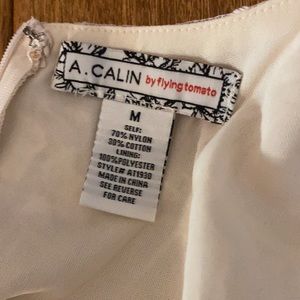 A. CALIN by flying tomato
M
SELF:
70% NYLON
30% COTTON
LINING:
100% POLYESTER
STYLE# AT1930
MADE IN CHINA
SEE REVERSE
FOR CARE